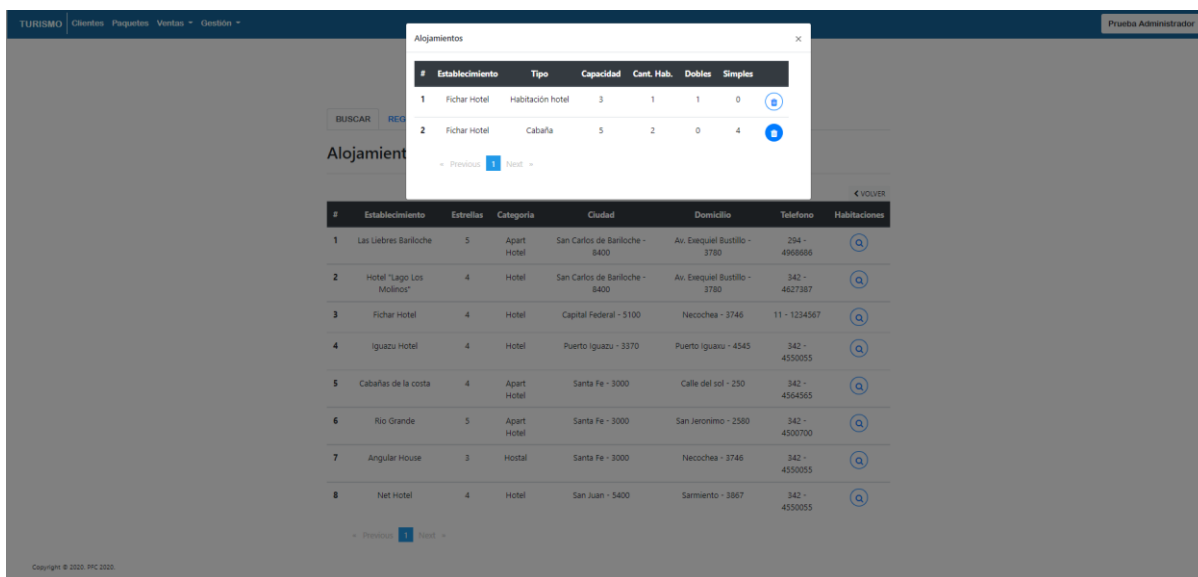 TURISMO Clientes Paquetes Ventas Gestión Prueba Administrador
Alojamientos ×
# Establecimiento Tipo Capacidad Cant. Hab. Dobles Simples
1 Fichar Hotel Habitación hotel 3 1 1 0
2 Fichar Hotel Cabaña 5 2 0 4
« Previous 1 Next »
BUSCAR REG
Alojamient
VOLVER
# Establecimiento Estrellas Categoria Ciudad Domicilio Telefono Habitaciones
1 Las Liebres Bariloche 5 Apart Hotel San Carlos de Bariloche - 8400 Av. Exequiel Bustillo - 3780 294 - 4968686
2 Hotel "Lago Los Molinos" 4 Hotel San Carlos de Bariloche - 8400 Av. Exequiel Bustillo - 3780 342 - 4627387
3 Fichar Hotel 4 Hotel Capital Federal - 5100 Necochea - 3746 11 - 1234567
4 Iguazu Hotel 4 Hotel Puerto Iguazu - 3370 Puerto Iguaxu - 4545 342 - 4550055
5 Cabañas de la costa 4 Apart Hotel Santa Fe - 3000 Calle del sol - 250 342 - 4564565
6 Rio Grande 5 Apart Hotel Santa Fe - 3000 San Jeronimo - 2580 342 - 4500700
7 Angular House 3 Hostal Santa Fe - 3000 Necochea - 3746 342 - 4550055
8 Net Hotel 4 Hotel San Juan - 5400 Sarmiento - 3867 342 - 4550055
« Previous 1 Next »
Copyright © 2020. PFC 2020.